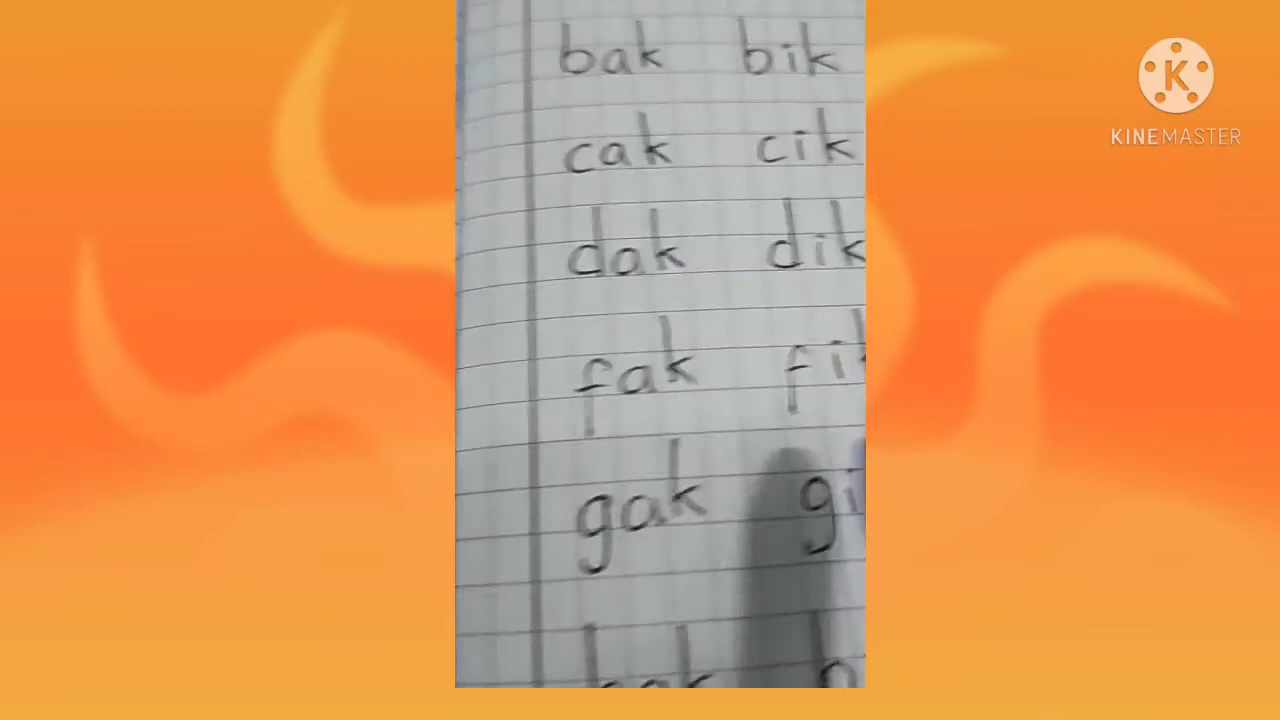 bak bik
cak cik
dak dik
fak
gak
KINEMASTER